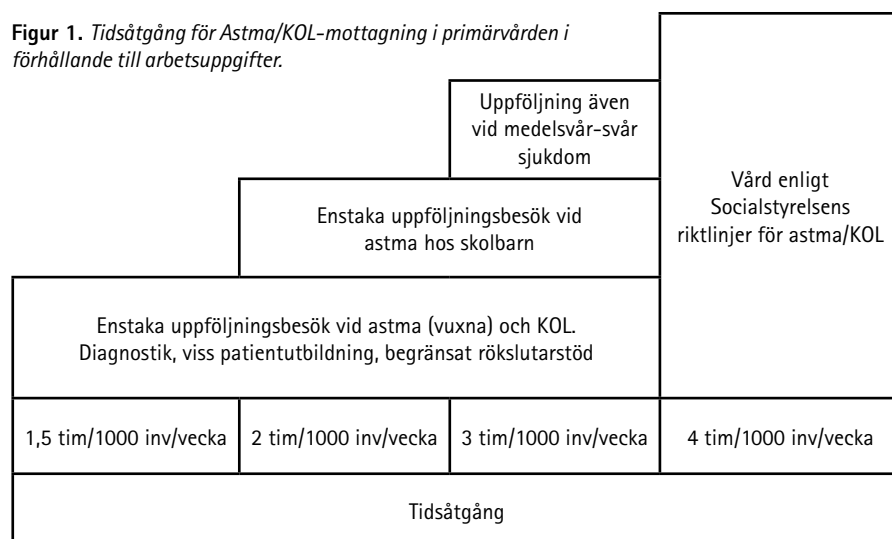 Figur 1. Tidsåtgång för Astma/KOL-mottagning i primärvården i
förhållande till arbetsuppgifter.
Uppföljning även
vid medelsvår-svår
sjukdom
Vård enligt
Socialstyrelsens
riktlinjer för astma/KOL
Enstaka uppföljningsbesök vid
astma hos skolbarn
Enstaka uppföljningsbesök vid astma (vuxna) och KOL.
Diagnostik, viss patientutbildning, begränsat rökslutarstöd
1,5 tim/1000 inv/vecka
2 tim/1000 inv/vecka
3 tim/1000 inv/vecka
4 tim/1000 inv/vecka
Tidsåtgång